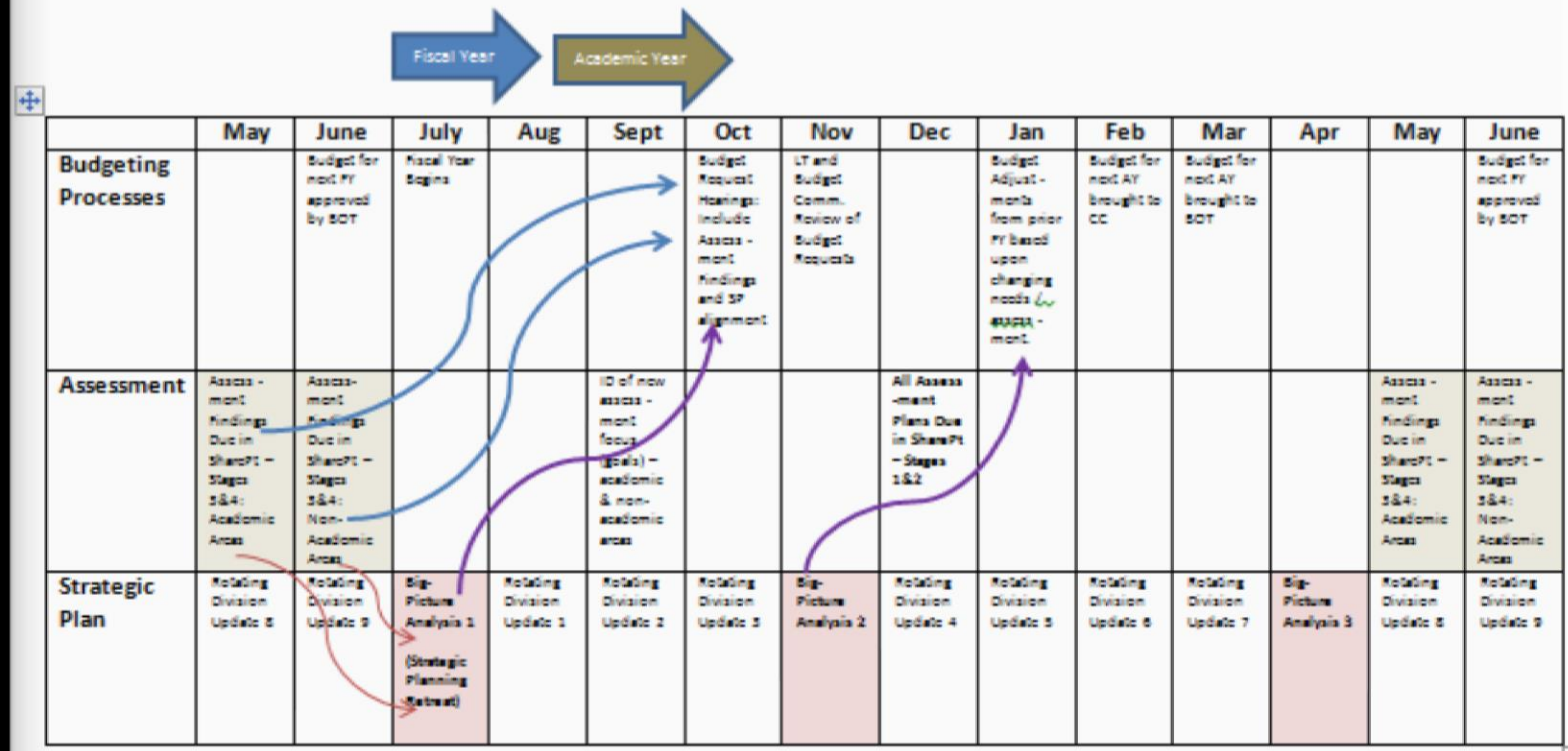 Fiscal Year
Academic Year
May
June
July
Aug
Sept
Oct
Nov
Dec
Jan
Feb
Mar
Apr
May
June
Budgeting
Processes
Budget for
next FY
approved
by BOT
Fiscal Year
Begins
Budget
Request
Hearings:
Include
Assess -
ment
Findings
and SP
alignment
LT and
Budget
Comm.
Review of
Budget
Requests
Budget
Adjust -
ments
from prior
FY based
upon
changing
needs
assess -
ment.
Budget for
next AY
brought to
CC
Budget for
next AY
brought to
BOT
Budget for
next FY
approved
by BOT
Assessment
Assess -
ment
Findings
Due in
SharePt –
Stages
3&4:
Academic
Areas
Assess-
ment
Findings
Due in
SharePt –
Stages
3&4:
Non-
Academic
Areas
ID of new
assess -
ment
focus
(goals) –
academic
& non-
academic
areas
All Assess
-ment
Plans Due
in SharePt
– Stages
1&2
Assess -
ment
Findings
Due in
SharePt –
Stages
3&4:
Academic
Areas
Assess -
ment
Findings
Due in
SharePt –
Stages
3&4:
Non-
Academic
Areas
Strategic
Plan
Rotating
Division
Update 8
Rotating
Division
Update 9
Big-
Picture
Analysis 1
(Strategic
Planning
Retreat)
Rotating
Division
Update 1
Rotating
Division
Update 2
Rotating
Division
Update 3
Big-
Picture
Analysis 2
Rotating
Division
Update 4
Rotating
Division
Update 5
Rotating
Division
Update 6
Rotating
Division
Update 7
Big-
Picture
Analysis 3
Rotating
Division
Update 8
Rotating
Division
Update 9